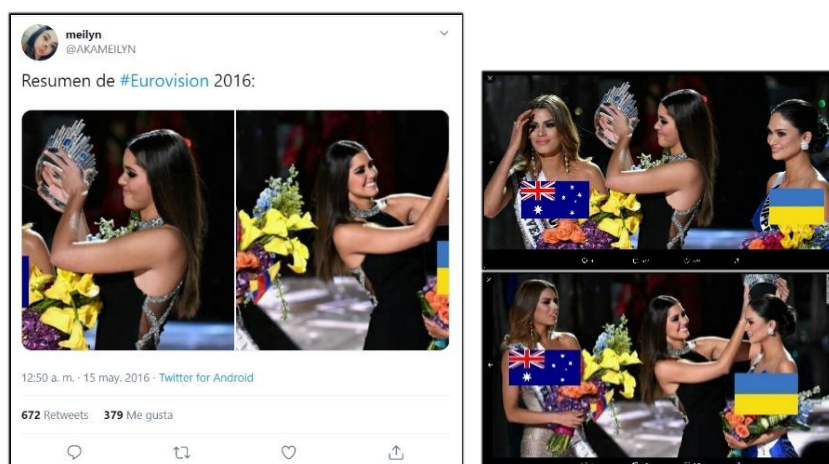 meilyn
@AKAMEILYN
Resumen de #Eurovision 2016:
12:50 a. m. · 15 may. 2016 · Twitter for Android
672 Retweets 379 Me gusta